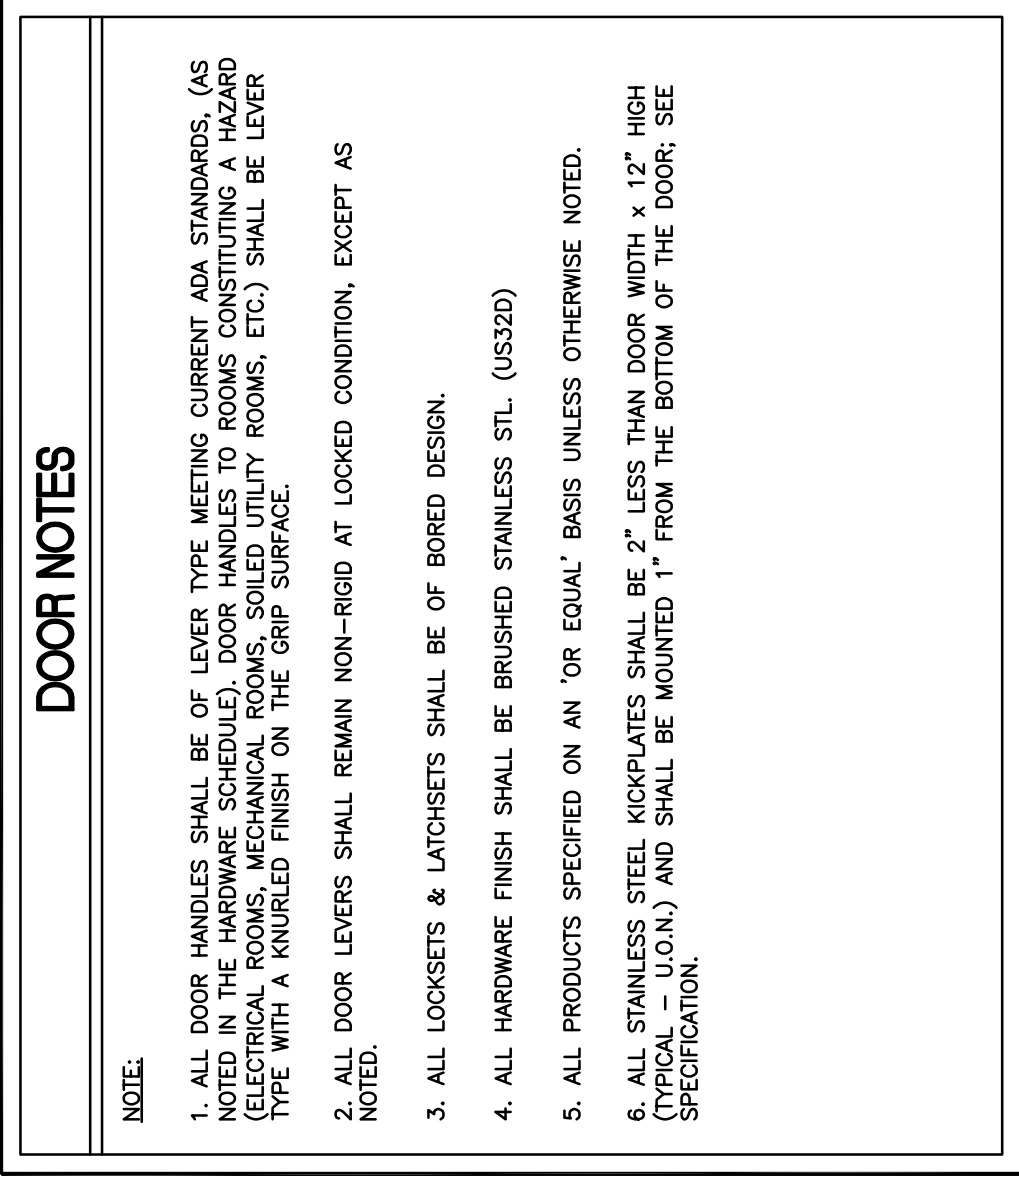 DOOR NOTES
NOTE:
1. ALL DOOR HANDLES SHALL BE OF LEVER TYPE MEETING CURRENT ADA STANDARDS, (AS
NOTED IN THE HARDWARE SCHEDULE). DOOR HANDLES TO ROOMS CONSTITUTING A HAZARD
(ELECTRICAL ROOMS, MECHANICAL ROOMS, SOILED UTILITY ROOMS, ETC.) SHALL BE LEVER
TYPE WITH A KNURLED FINISH ON THE GRIP SURFACE.
2. ALL DOOR LEVERS SHALL REMAIN NON-RIGID AT LOCKED CONDITION, EXCEPT AS
NOTED.
3. ALL LOCKSETS & LATCHSETS SHALL BE OF BORED DESIGN.
4. ALL HARDWARE FINISH SHALL BE BRUSHED STAINLESS STL. (US32D)
5. ALL PRODUCTS SPECIFIED ON AN 'OR EQUAL' BASIS UNLESS OTHERWISE NOTED.
6. ALL STAINLESS STEEL KICKPLATES SHALL BE 2" LESS THAN DOOR WIDTH x 12" HIGH
(TYPICAL - U.O.N.) AND SHALL BE MOUNTED 1" FROM THE BOTTOM OF THE DOOR; SEE
SPECIFICATION.